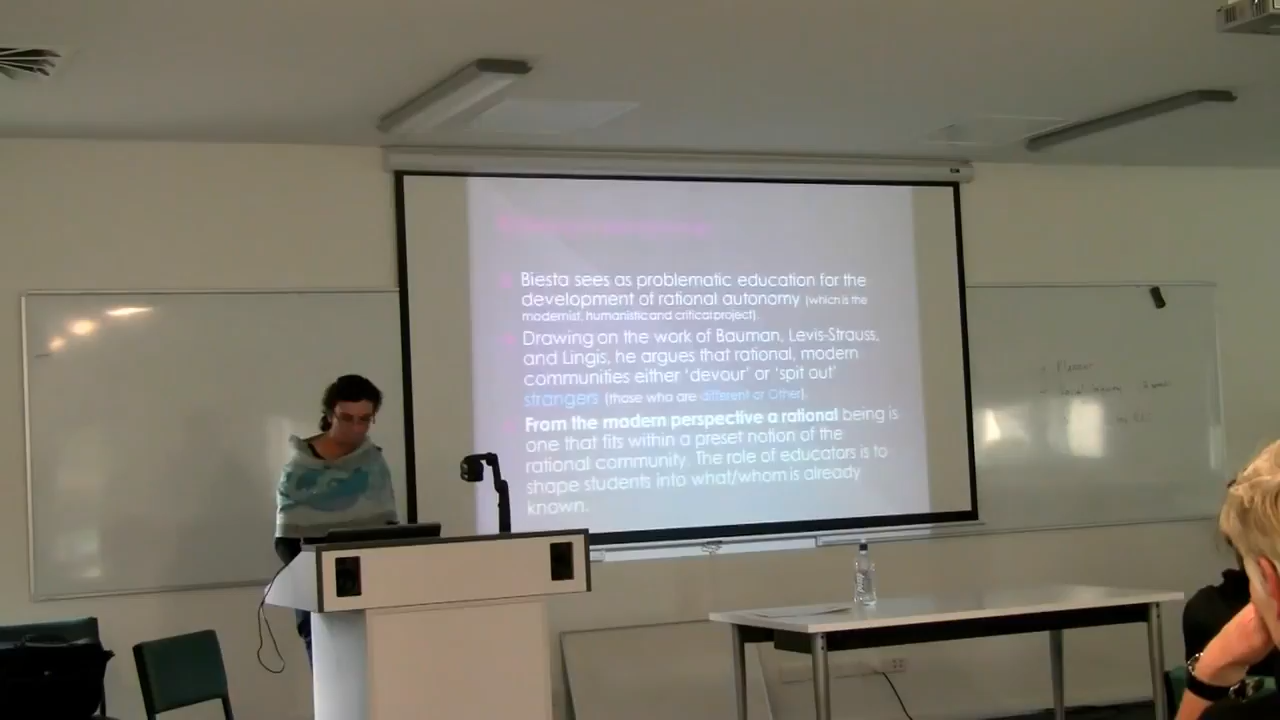 Biesta sees as problematic education for the
development of rational autonomy (which is the
modernist, humanistic and critical project).
Drawing on the work of Bauman, Levis-Strauss,
and Lingis, he argues that rational, modern
communities either ‘devour’ or ‘spit out’
strangers (those who are different or Other).
From the modern perspective a rational being is
one that fits within a preset notion of the
rational community. The role of educators is to
shape students into what/whom is already
known.